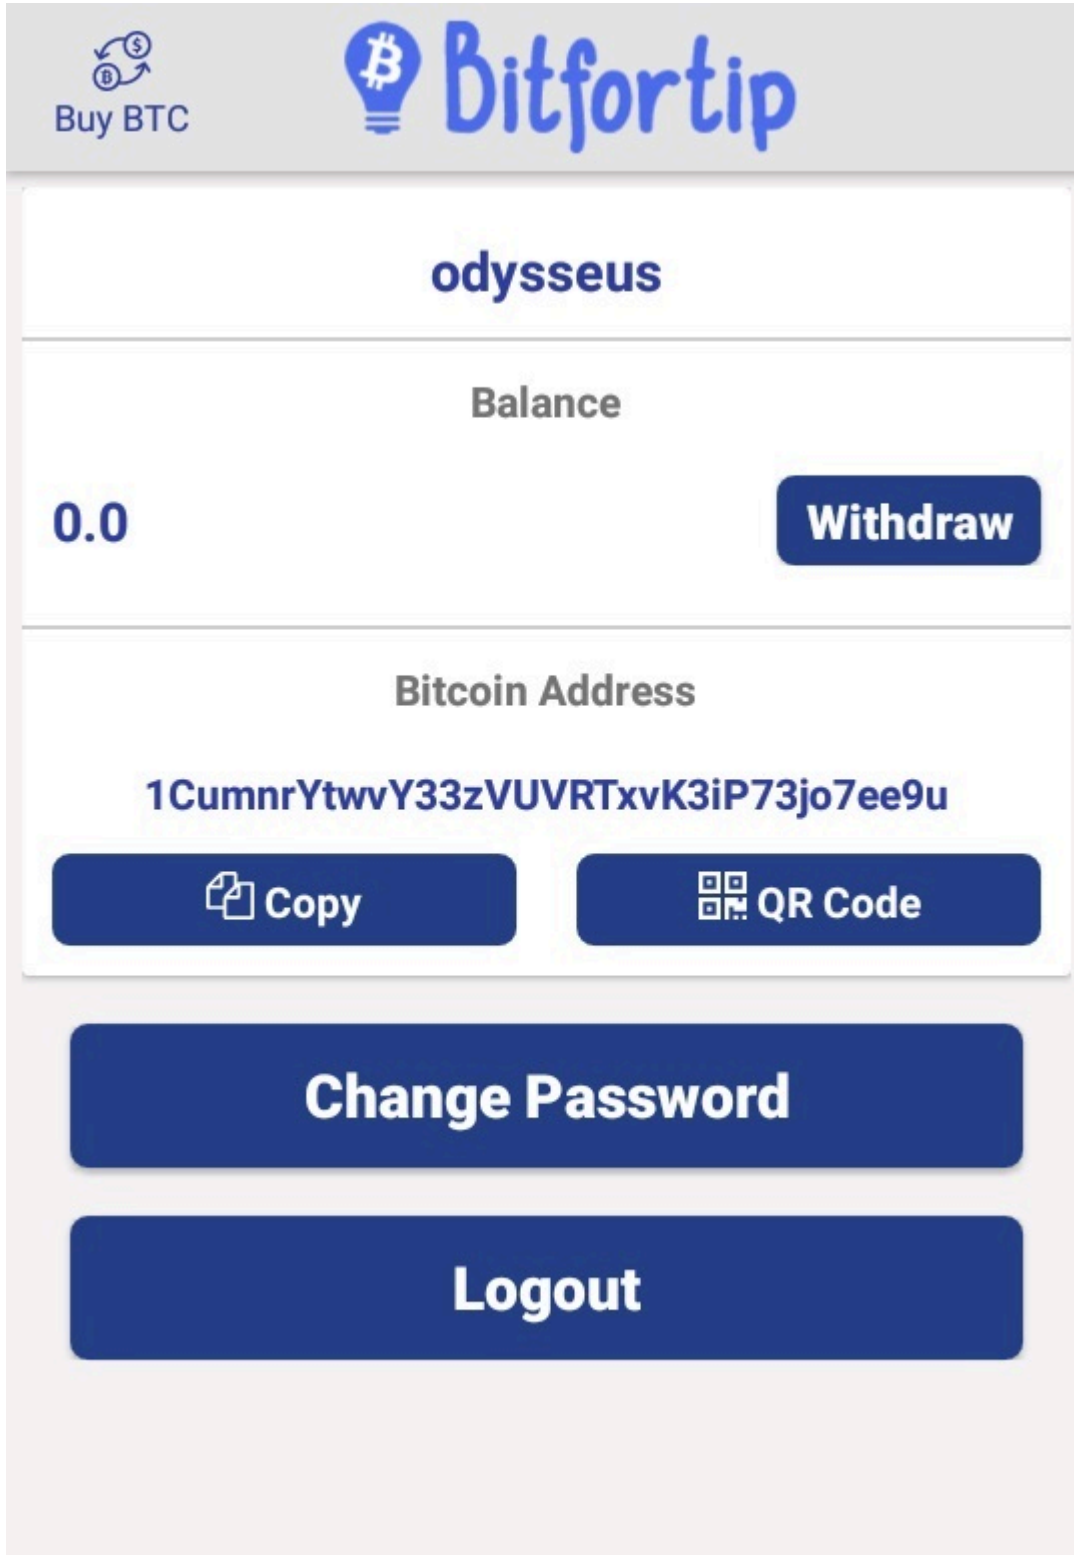 Buy BTC
Bitfortip
odysseus
Balance
0.0
Withdraw
Bitcoin Address
1CumnrYtwvY33zVUVRTxvK3iP73jo7ee9u
Copy
QR Code
Change Password
Logout